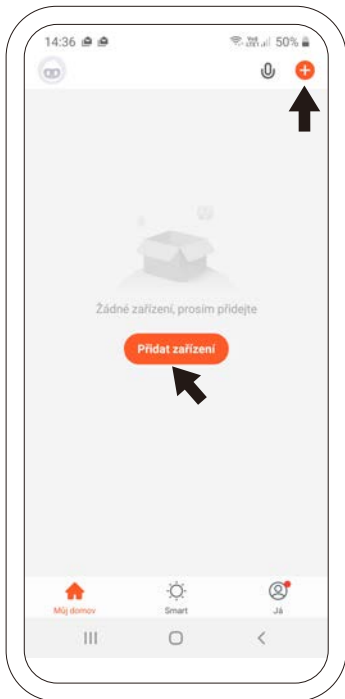 14:36
50%
Žádné zařízení, prosím přidejte
Přidat zařízení
Můj domov
Smart
Já